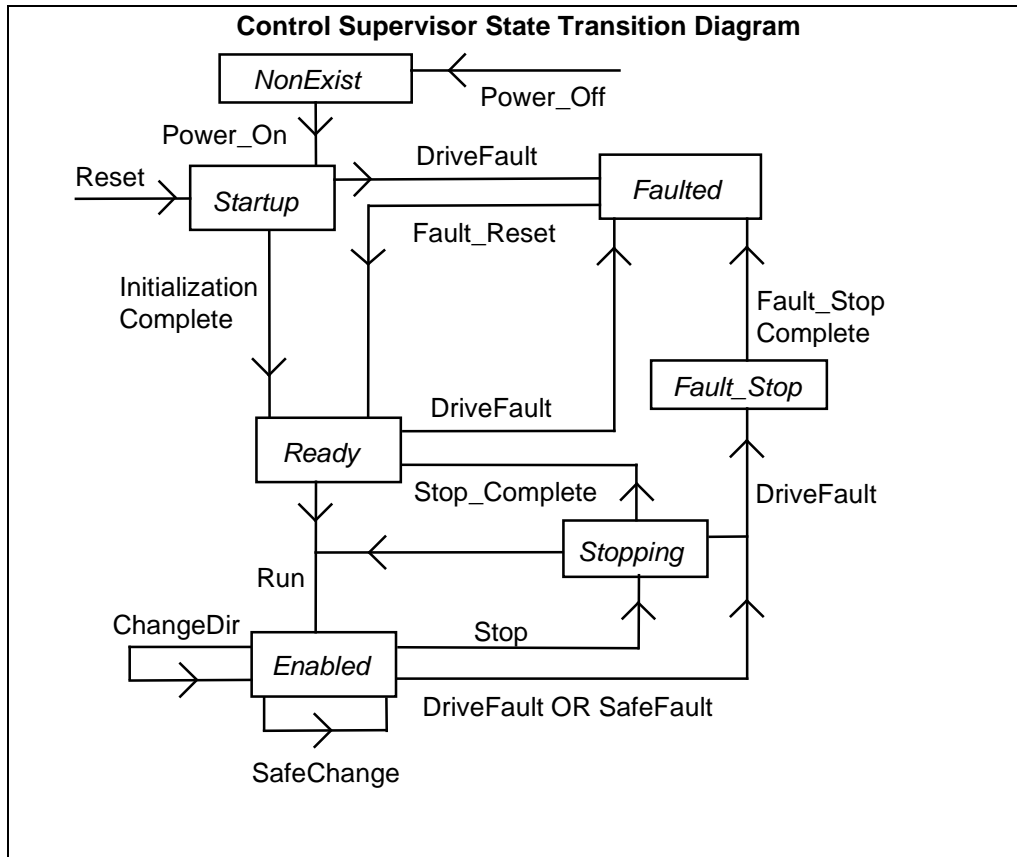 Control Supervisor State Transition Diagram
NonExist
Power_Off
Power_On
DriveFault
Reset
Startup
Faulted
Fault_Reset
Initialization
Complete
Fault_Stop
Complete
Fault_Stop
DriveFault
Ready
Stop_Complete
DriveFault
Stopping
Run
ChangeDir
Stop
Enabled
DriveFault OR SafeFault
SafeChange